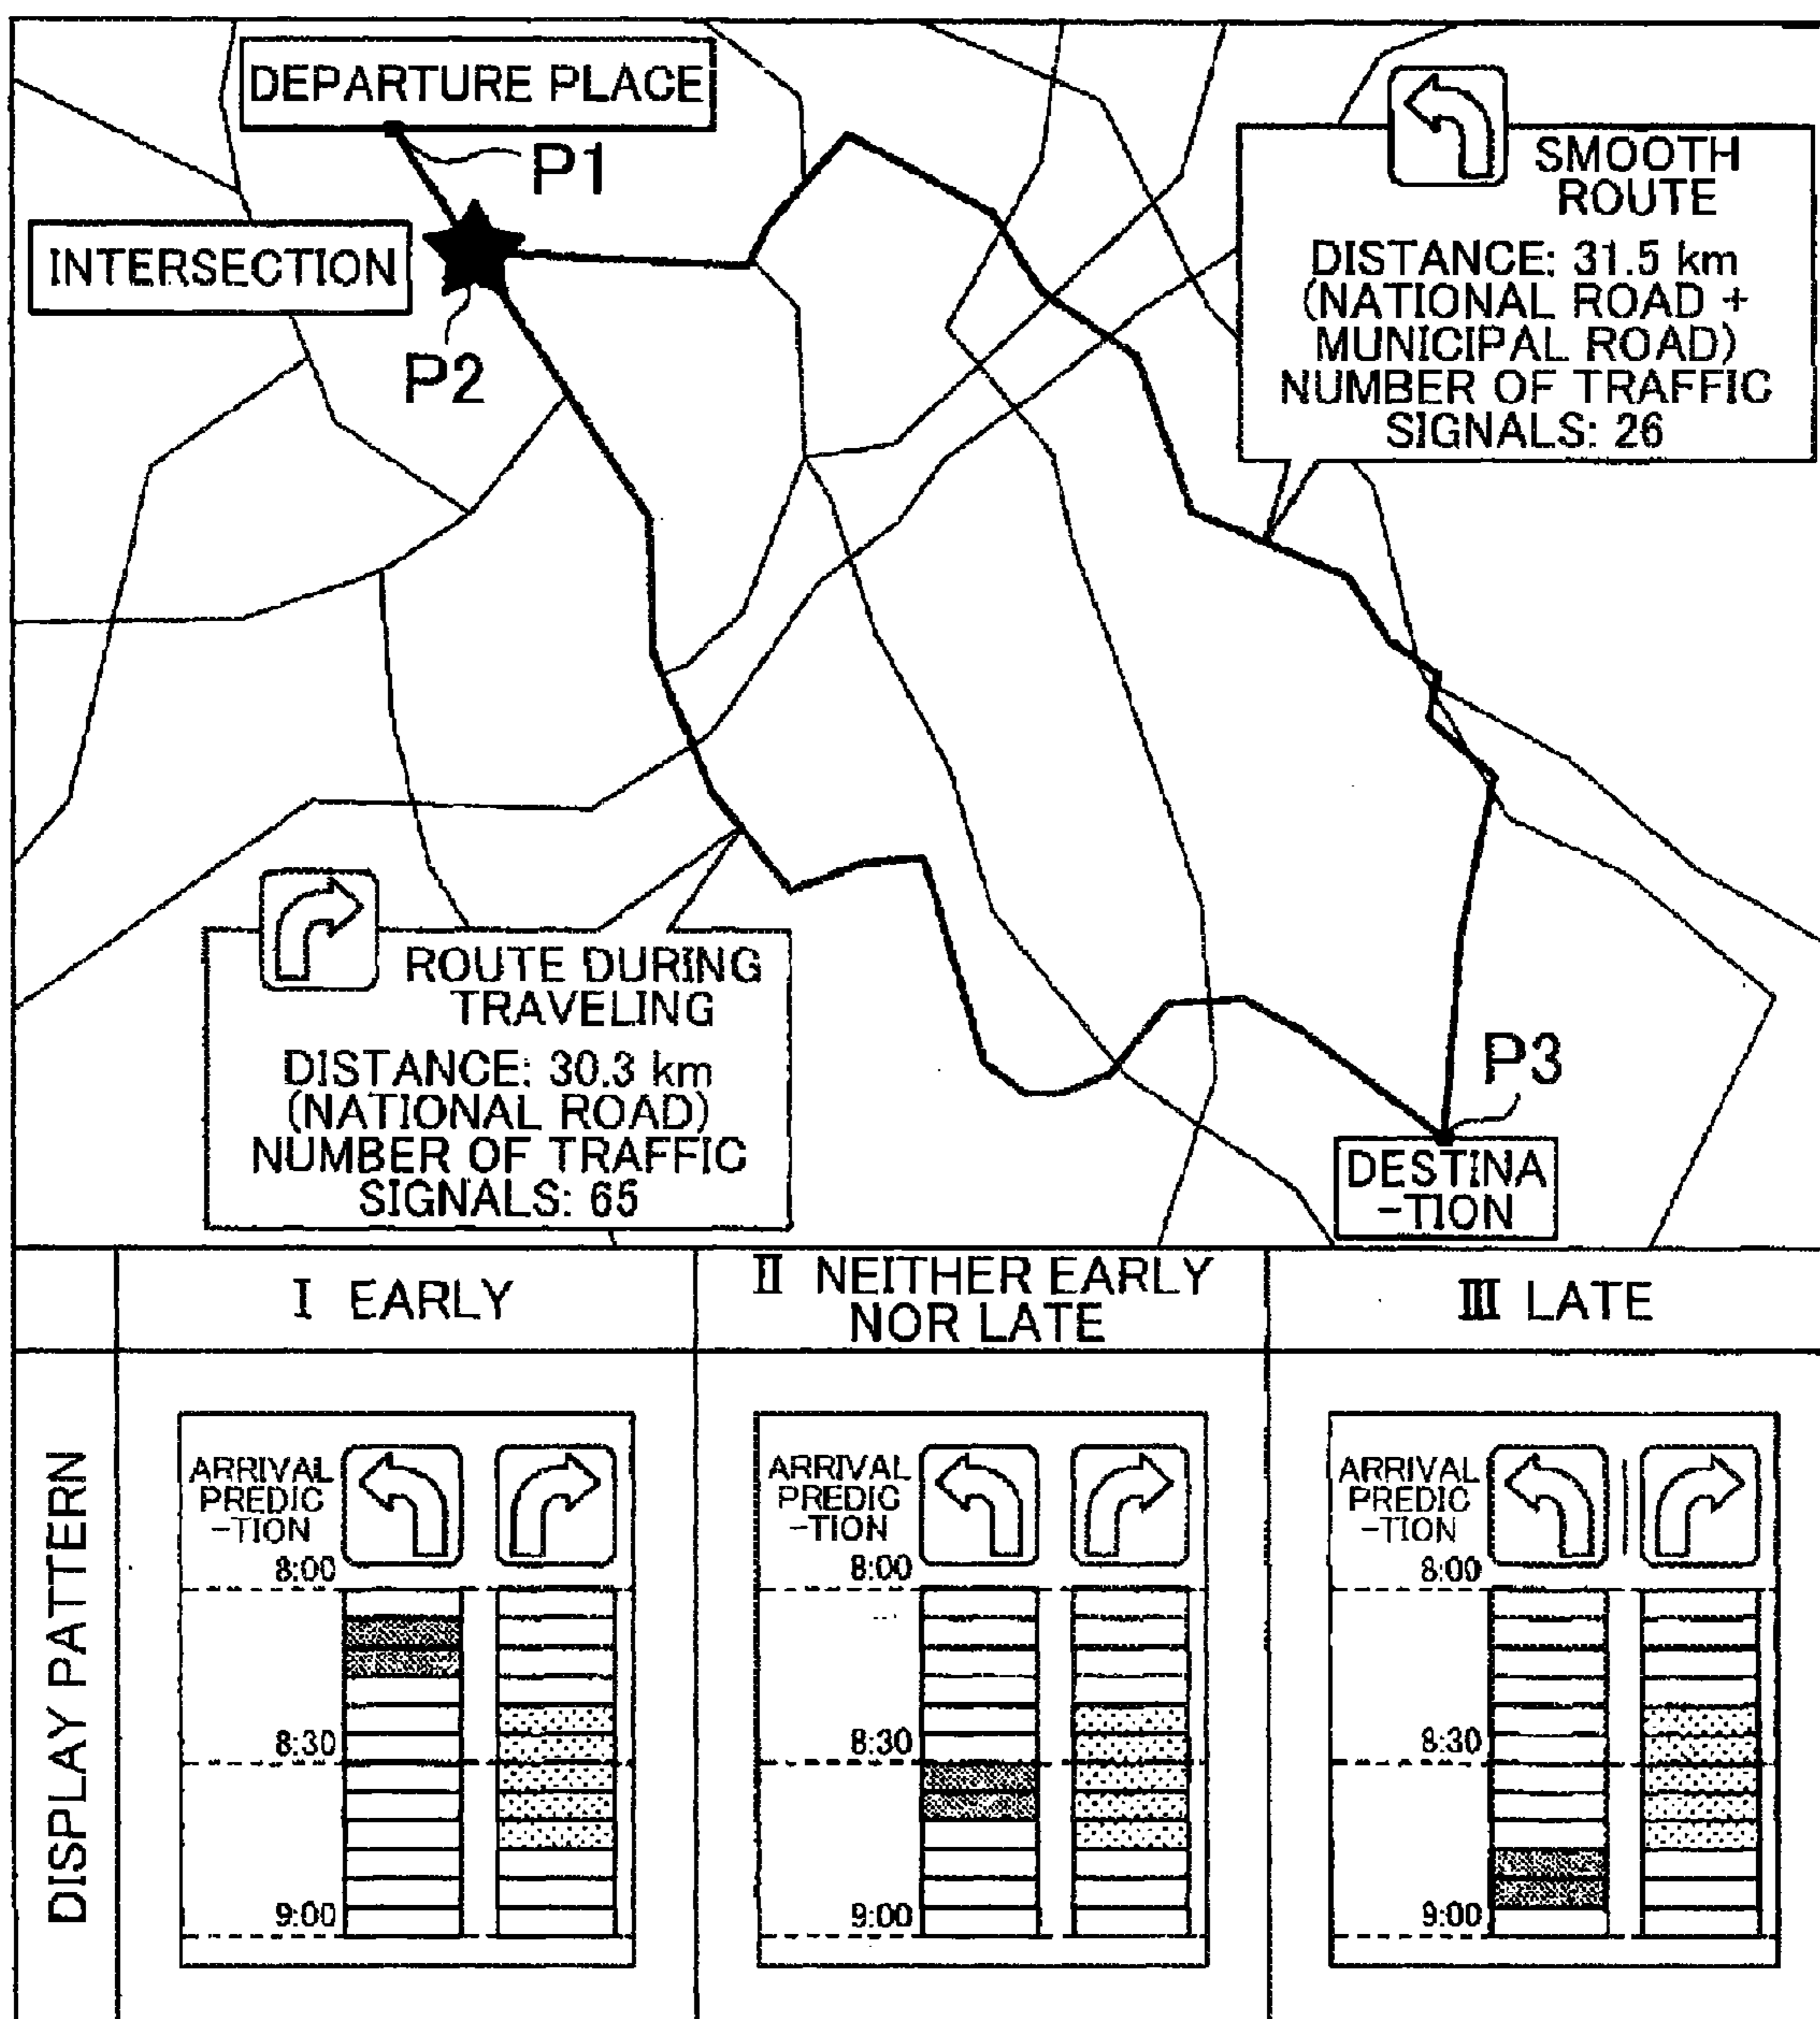 DEPARTURE PLACE
P1
INTERSECTION
P2
SMOOTH
ROUTE
DISTANCE: 31.5 km
(NATIONAL ROAD +
MUNICIPAL ROAD)
NUMBER OF TRAFFIC
SIGNALS: 26
ROUTE DURING
TRAVELING
DISTANCE: 30.3 km
(NATIONAL ROAD)
NUMBER OF TRAFFIC
SIGNALS: 65
P3
DESTINA
-TION
I EARLY
II NEITHER EARLY
NOR LATE
III LATE
DISPLAY PATTERN
ARRIVAL
PREDIC
-TION
8:00
8:30
9:00
ARRIVAL
PREDIC
-TION
8:00
8:30
9:00
ARRIVAL
PREDIC
-TION
8:00
8:30
9:00